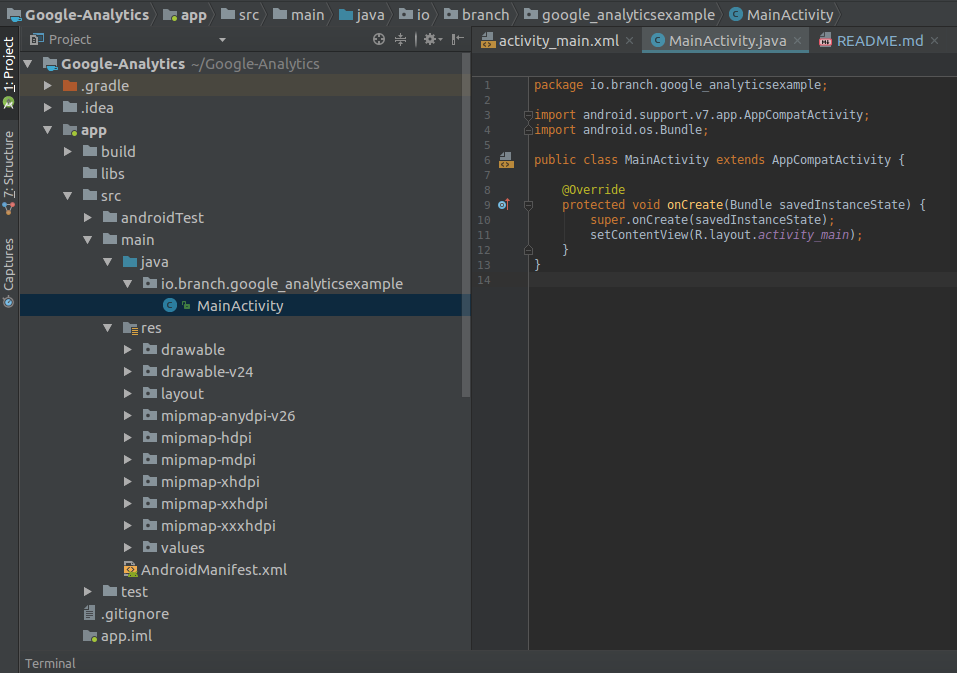 Google-Analytics app src main java io branch google_analyticsexample MainActivity
1: Project
7: Structure
Captures
Project
Google-Analytics ~/Google-Analytics
.gradle
.idea
app
build
libs
src
androidTest
main
java
io.branch.google_analyticsexample
MainActivity
res
drawable
drawable-v24
layout
mipmap-anydpi-v26
mipmap-hdpi
mipmap-mdpi
mipmap-xhdpi
mipmap-xxhdpi
mipmap-xxxhdpi
values
AndroidManifest.xml
test
.gitignore
app.iml
activity_main.xml MainActivity.java README.md
1 package io.branch.google_analyticsexample;
2
3 import android.support.v7.app.AppCompatActivity;
4 import android.os.Bundle;
5
6 public class MainActivity extends AppCompatActivity {
7
8 @Override
9 protected void onCreate(Bundle savedInstanceState) {
10 super.onCreate(savedInstanceState);
11 setContentView(R.layout.activity_main);
12 }
13 }
14
Terminal